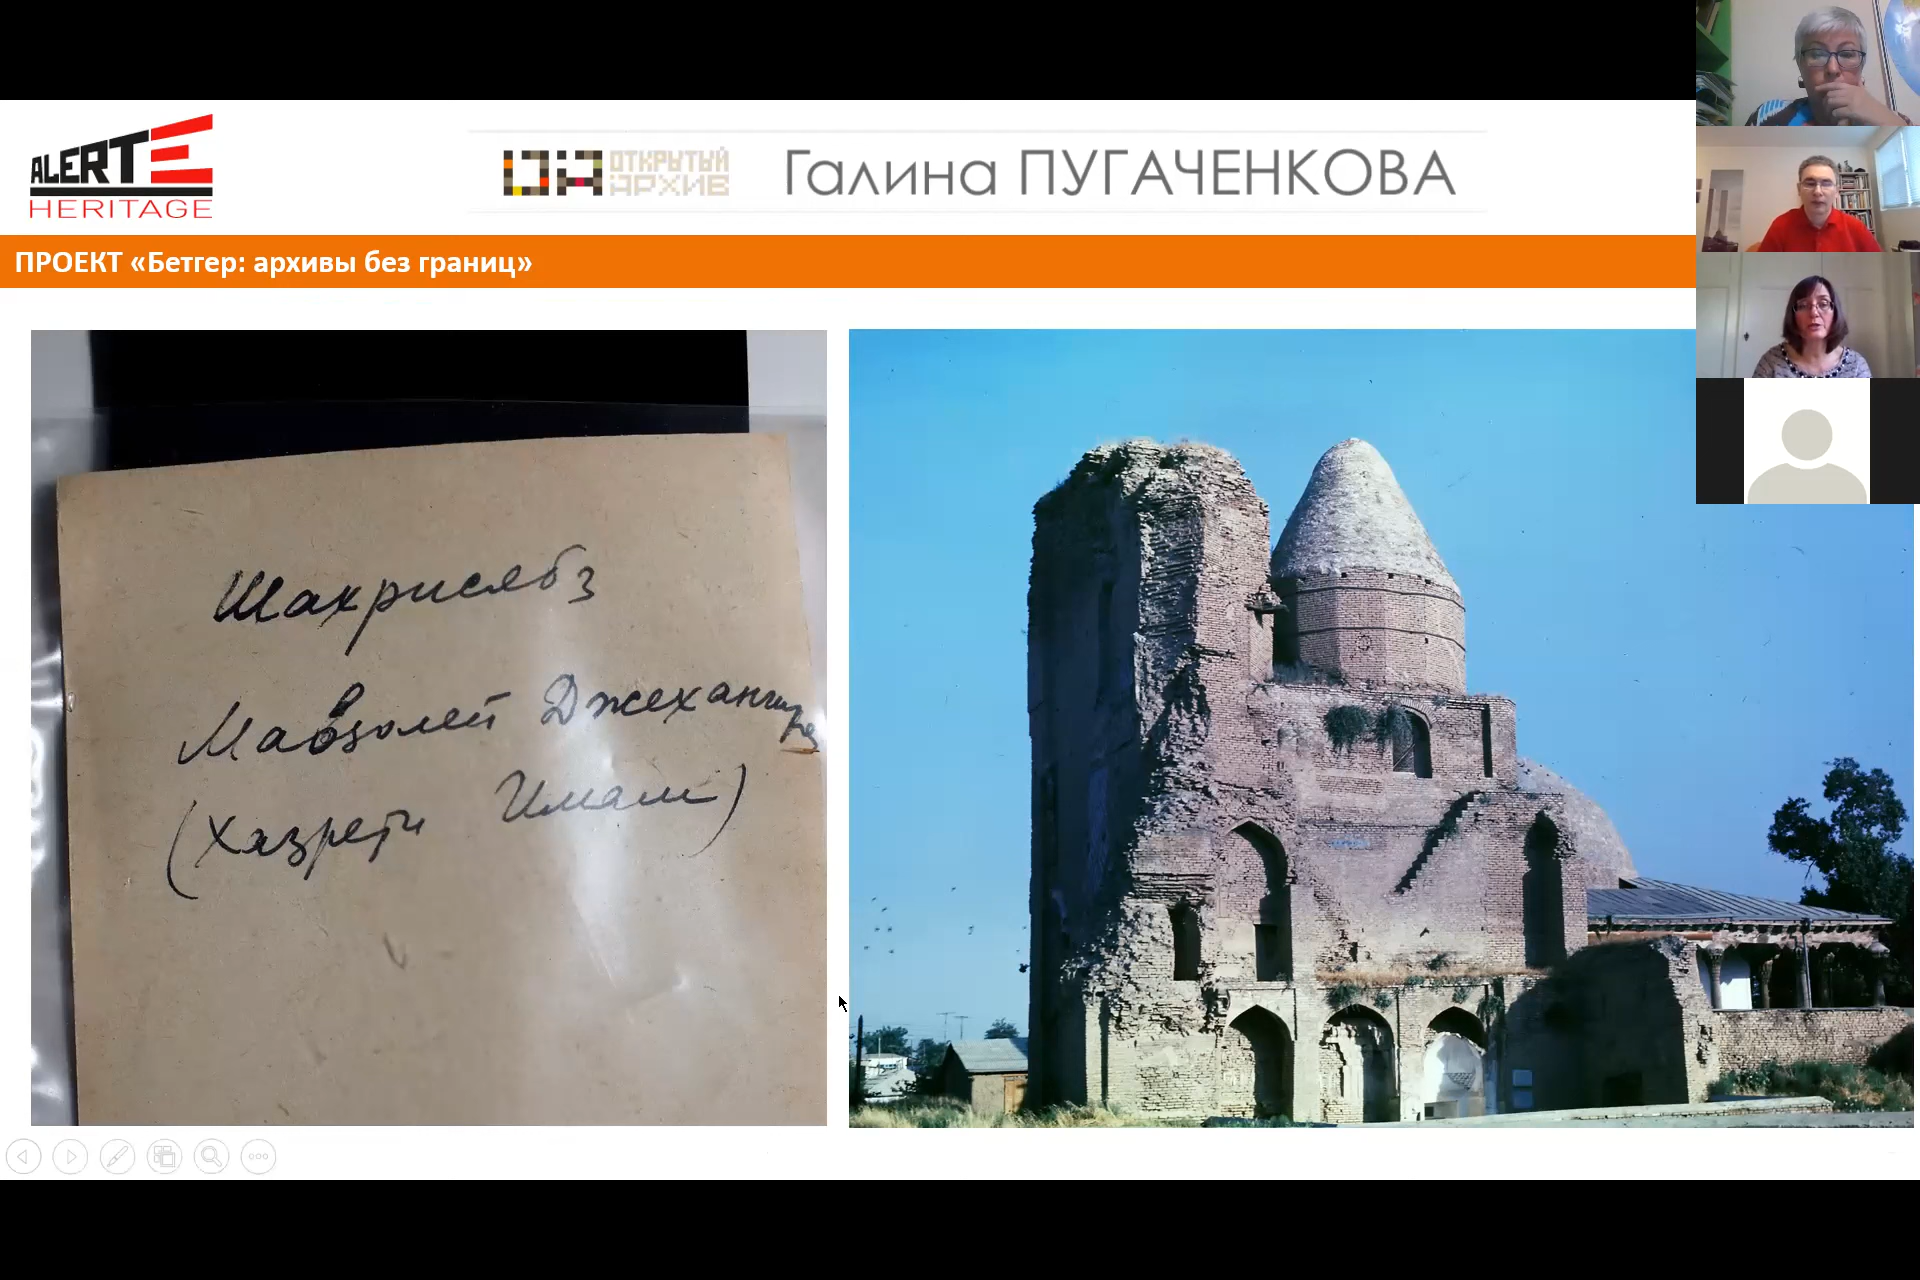 ALERTE
HERITAGE
ОТКРЫТЫЙ
АРХИВ
Галина ПУГАЧЕНКОВА
ПРОЕКТ «Бетгер: архивы без границ»
Шахрисябз
Мавзолей Джехангира
(Хазрети Имам)